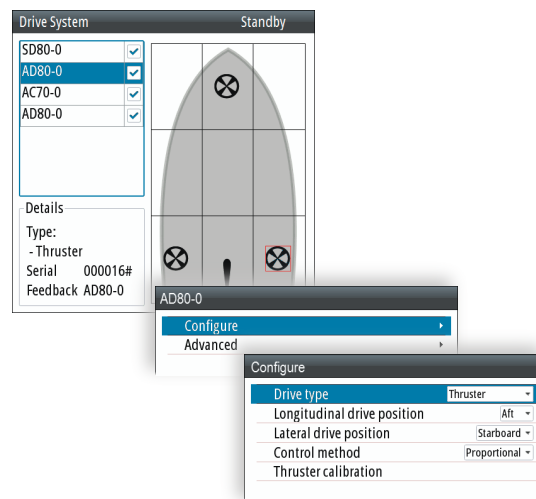 Drive System Standby
SD80-0
AD80-0
AC70-0
AD80-0
Details
Type:
- Thruster
Serial 000016#
Feedback AD80-0
AD80-0
Configure
Advanced
Configure
Drive type Thruster
Longitudinal drive position Aft
Lateral drive position Starboard
Control method Proportional
Thruster calibration